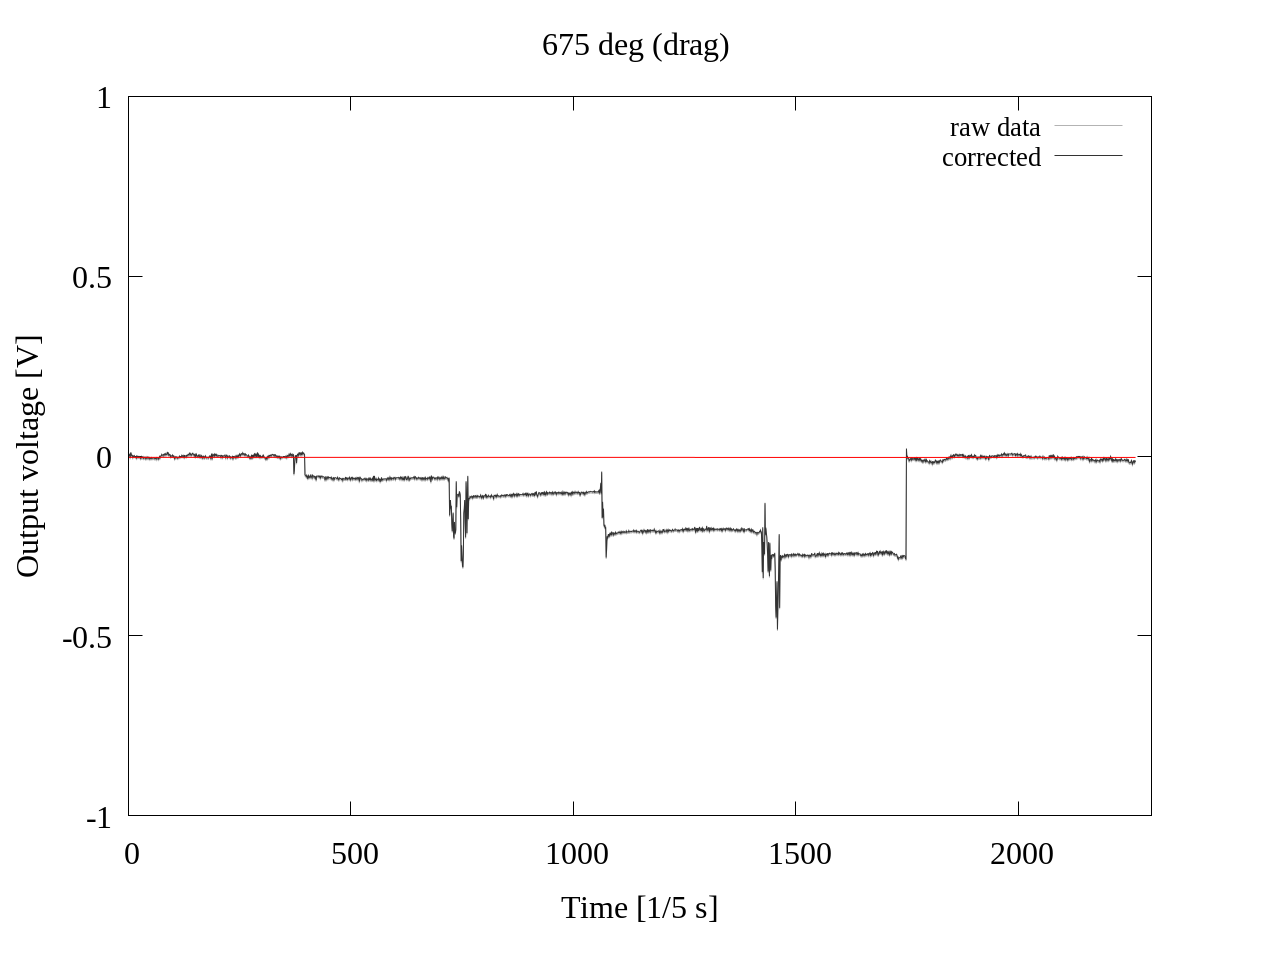 675 deg (drag)
1
raw data
corrected
0.5
0
-0.5
-1
Output voltage [V]
0 500 1000 1500 2000
Time [1/5 s]